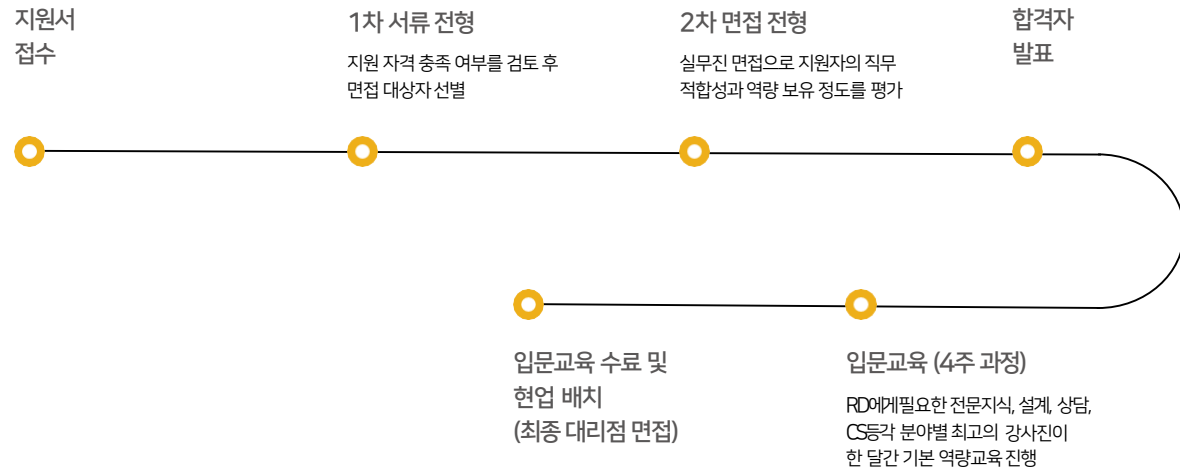 지원서
접수
1차 서류 전형
지원 자격 충족 여부를 검토 후
면접 대상자 선별
2차 면접 전형
실무진 면접으로 지원자의 직무
적합성과 역량 보유 정도를 평가
합격자
발표
입문교육 수료 및
현업 배치
(최종 대리점 면접)
입문교육 (4주 과정)
RD에게필요한 전문지식, 설계, 상담,
CS등각 분야별 최고의 강사진이
한 달간 기본 역량교육 진행